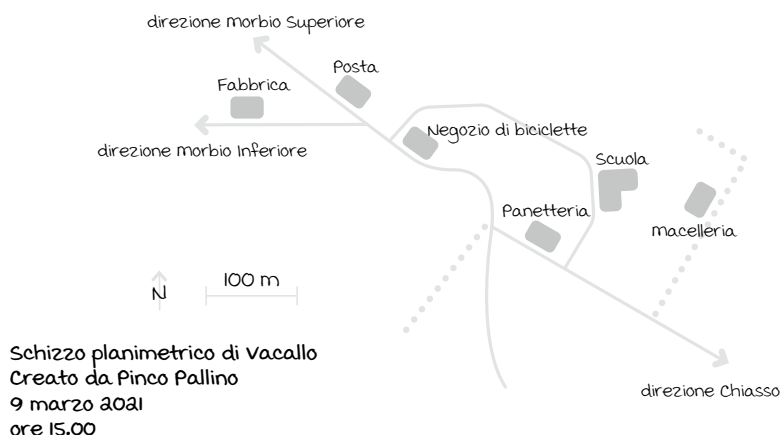 direzione morbio Superiore
Posta
Fabbrica
Negozio di biciclette
direzione morbio Inferiore
Scuola
Panetteria
macelleria
100 m
N
Schizzo planimetrico di Vacallo
Creato da Pinco Pallino
9 marzo 2021
ore 15.00
direzione Chiasso